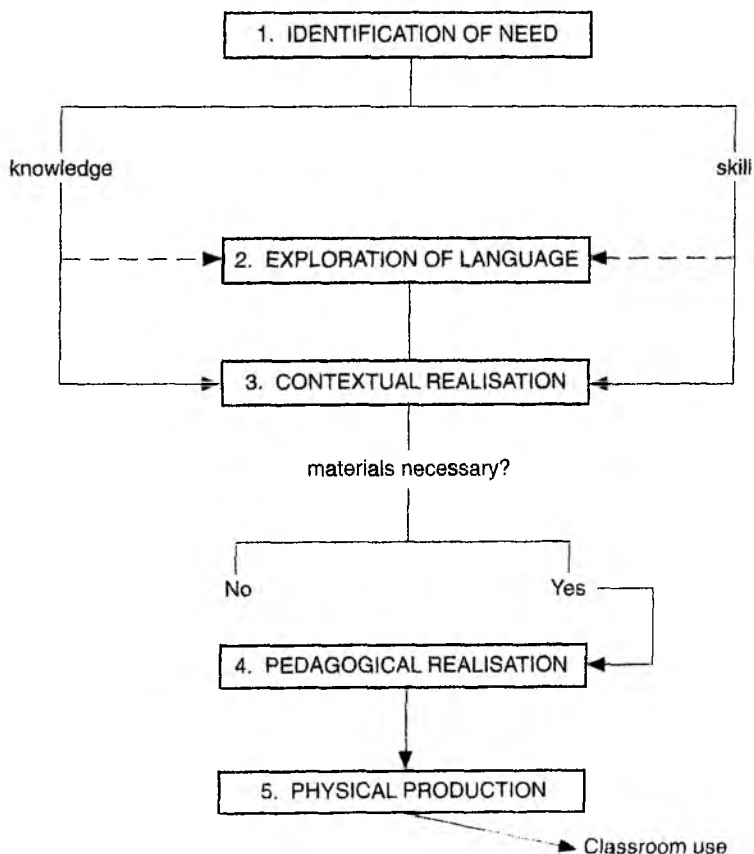 1. IDENTIFICATION OF NEED
knowledge
skill
2. EXPLORATION OF LANGUAGE
3. CONTEXTUAL REALISATION
materials necessary?
No
Yes
4. PEDAGOGICAL REALISATION
5. PHYSICAL PRODUCTION
Classroom use